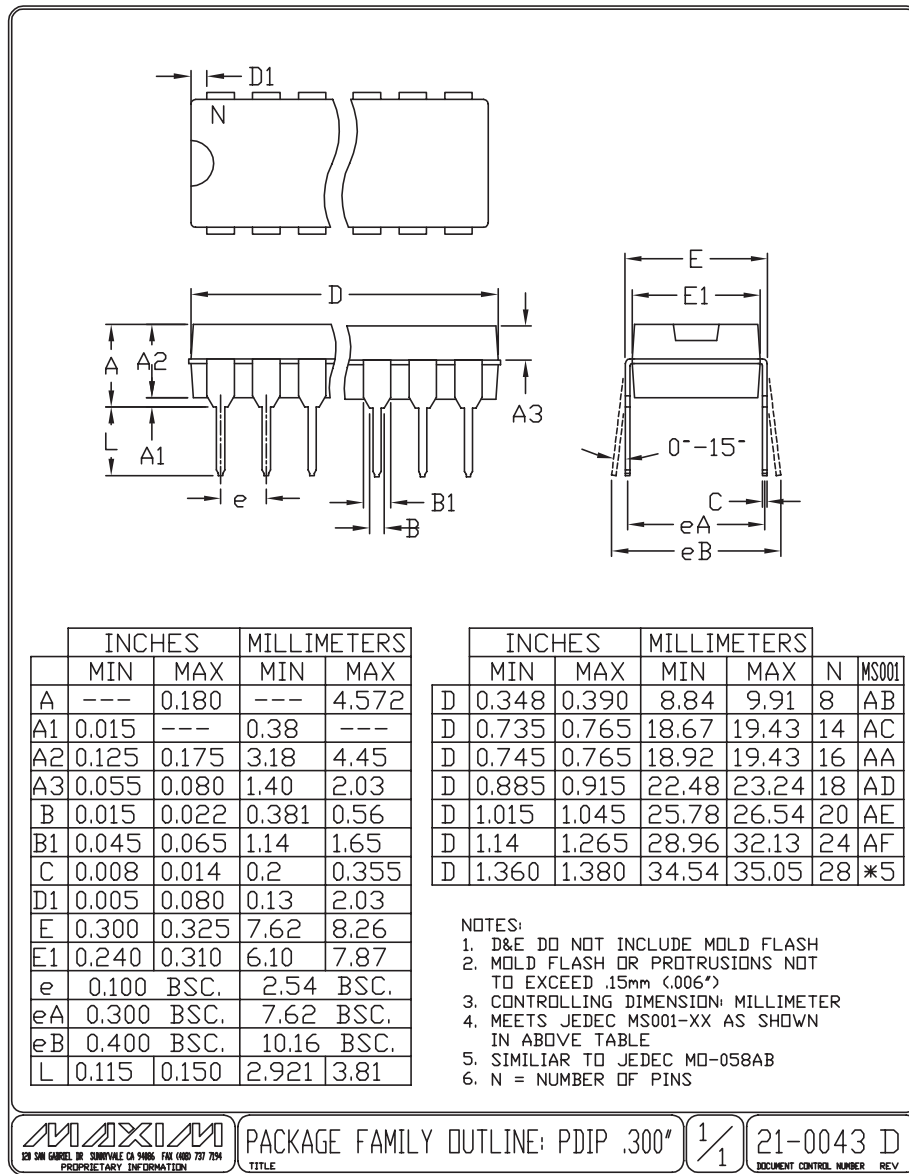 D1
N
D
E
E1
A
A2
A3
L
A1
e
B1
B
0°-15°
C
eA
eB
INCHES MILLIMETERS
MIN MAX MIN MAX
A --- 0.180 --- 4.572
A1 0.015 --- 0.38 ---
A2 0.125 0.175 3.18 4.45
A3 0.055 0.080 1.40 2.03
B 0.015 0.022 0.381 0.56
B1 0.045 0.065 1.14 1.65
C 0.008 0.014 0.2 0.355
D1 0.005 0.080 0.13 2.03
E 0.300 0.325 7.62 8.26
E1 0.240 0.310 6.10 7.87
e 0.100 BSC. 2.54 BSC.
eA 0.300 BSC. 7.62 BSC.
eB 0.400 BSC. 10.16 BSC.
L 0.115 0.150 2.921 3.81
INCHES MILLIMETERS
MIN MAX MIN MAX N MS001
D 0.348 0.390 8.84 9.91 8 AB
D 0.735 0.765 18.67 19.43 14 AC
D 0.745 0.765 18.92 19.43 16 AA
D 0.885 0.915 22.48 23.24 18 AD
D 1.015 1.045 25.78 26.54 20 AE
D 1.14 1.265 28.96 32.13 24 AF
D 1.360 1.380 34.54 35.05 28 *5
NOTES:
1. D&E DO NOT INCLUDE MOLD FLASH
2. MOLD FLASH OR PROTRUSIONS NOT
TO EXCEED .15mm (.006")
3. CONTROLLING DIMENSION: MILLIMETER
4. MEETS JEDEC MS001-XX AS SHOWN
IN ABOVE TABLE
5. SIMILIAR TO JEDEC MO-058AB
6. N = NUMBER OF PINS
MAXIM
120 SAN GABRIEL DR SUNNYVALE CA 94086 FAX (408) 737 7194
PROPRIETARY INFORMATION
PACKAGE FAMILY OUTLINE: PDIP .300"
TITLE
1/1
21-0043 D
DOCUMENT CONTROL NUMBER REV